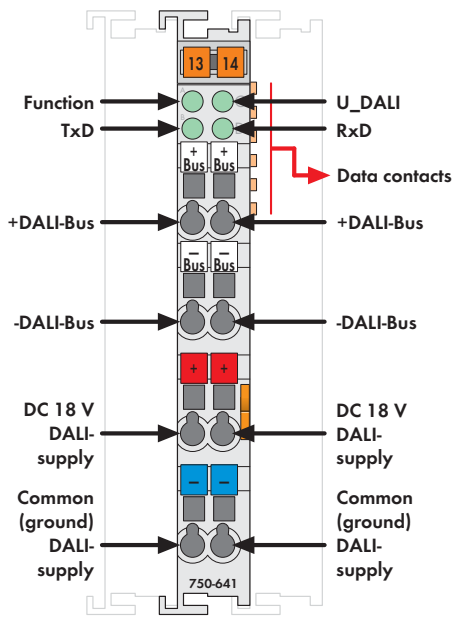 13 14
Function
U_DALI
TxD
RxD
+ +
Bus Bus
Data contacts
+DALI-Bus
+DALI-Bus
– –
Bus Bus
-DALI-Bus
-DALI-Bus
+ +
DC 18 V
DALI-
supply
DC 18 V
DALI-
supply
– –
Common
(ground)
DALI-
supply
Common
(ground)
DALI-
supply
750-641